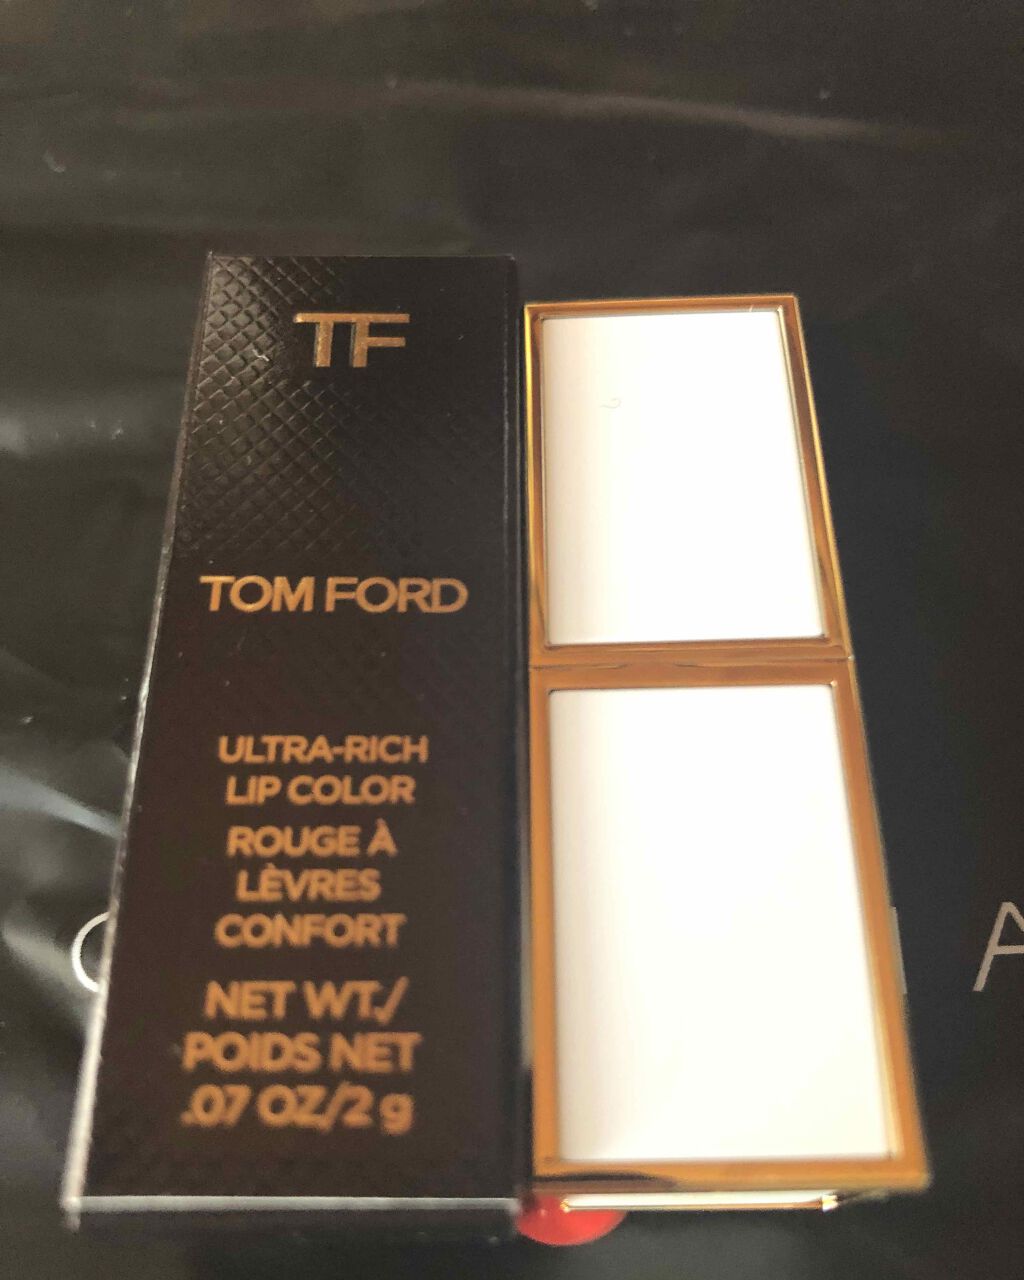 TF
TOM FORD
ULTRA-RICH
LIP COLOR
ROUGE À
LÈVRES
CONFORT
NET WT./
POIDS NET
.07 OZ/2 g